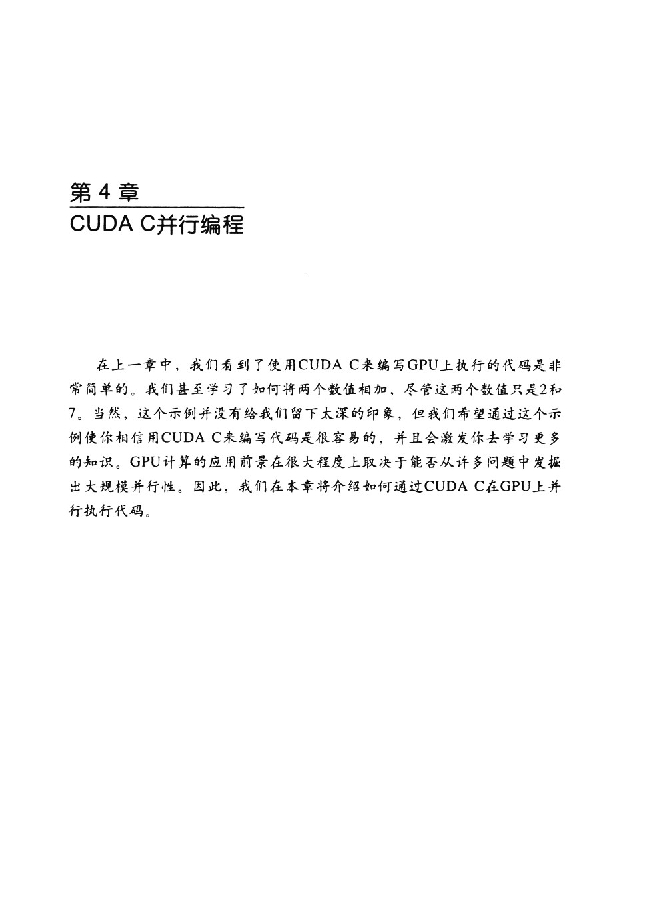 第 4 章
CUDA C并行编程
在上一章中，我们看到了使用CUDA C来编写GPU上执行的代码是非
常简单的。我们甚至学习了如何将两个数值相加，尽管这两个数值只是2和
7。当然，这个示例并没有给我们留下太深的印象，但我们希望通过这个示
例使你相信用CUDA C来编写代码是很容易的，并且会激发你去学习更多
的知识。GPU计算的应用前景在很大程度上取决于能否从许多问题中发掘
出大规模并行性。因此，我们在本章将介绍如何通过CUDA C在GPU上并
行执行代码。